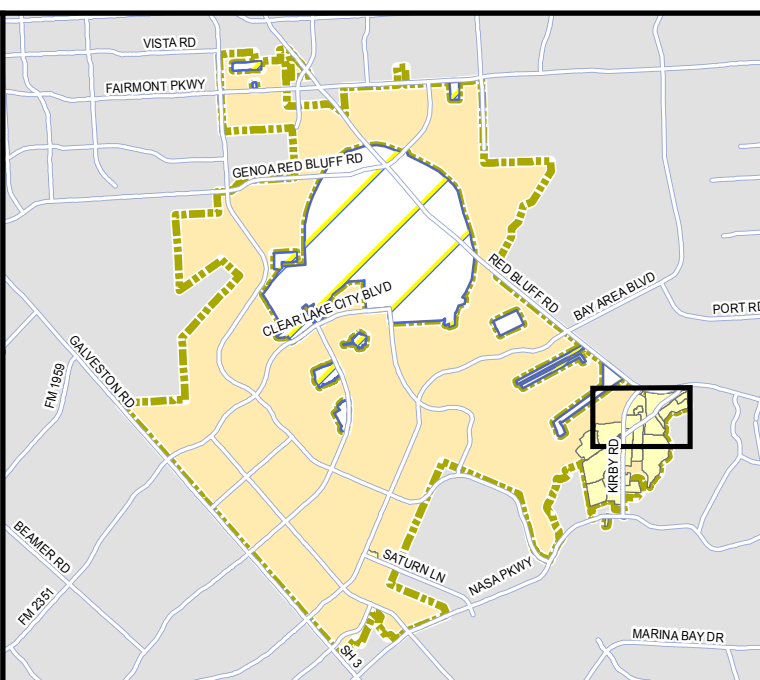 VISTA RD
FAIRMONT PKWY
GENOA RED BLUFF RD
RED BLUFF RD
BAY AREA BLVD
CLEAR LAKE CITY BLVD
PORT RD
GALVESTON RD
FM 1959
KIRBY RD
BEAMER RD
FM 2351
SATURN LN
NASA PKWY
SH 3
MARINA BAY DR